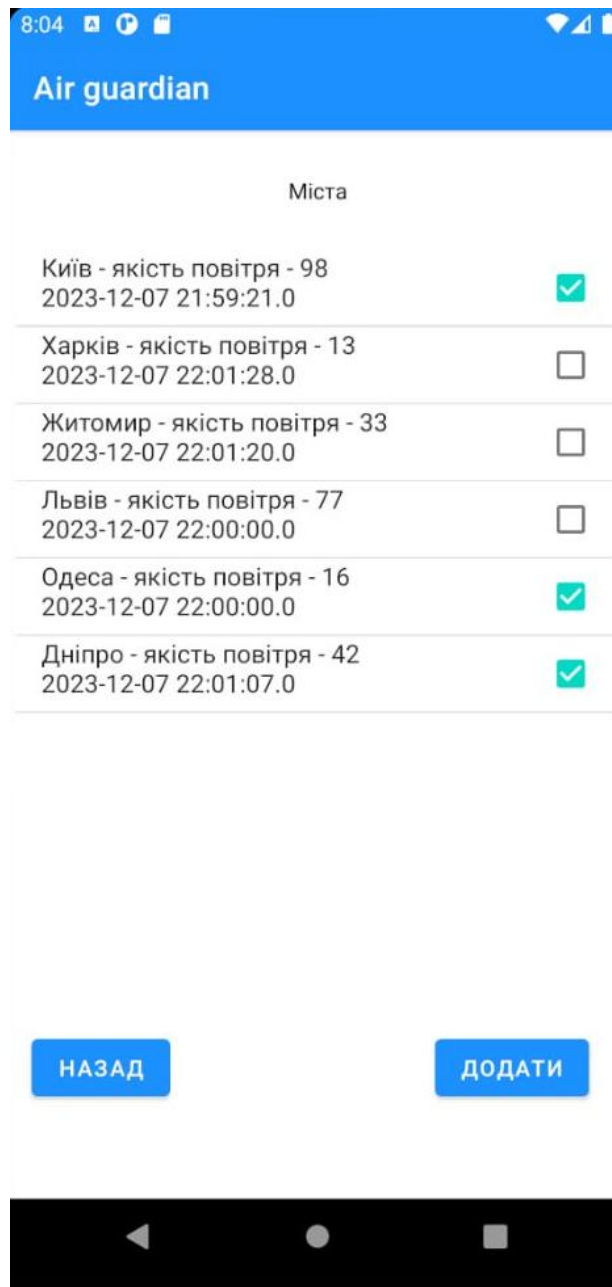 8:04
Air guardian
Міста
Київ - якість повітря - 98
2023-12-07 21:59:21.0
Харків - якість повітря - 13
2023-12-07 22:01:28.0
Житомир - якість повітря - 33
2023-12-07 22:01:20.0
Львів - якість повітря - 77
2023-12-07 22:00:00.0
Одеса - якість повітря - 16
2023-12-07 22:00:00.0
Дніпро - якість повітря - 42
2023-12-07 22:01:07.0
НАЗАД ДОДАТИ